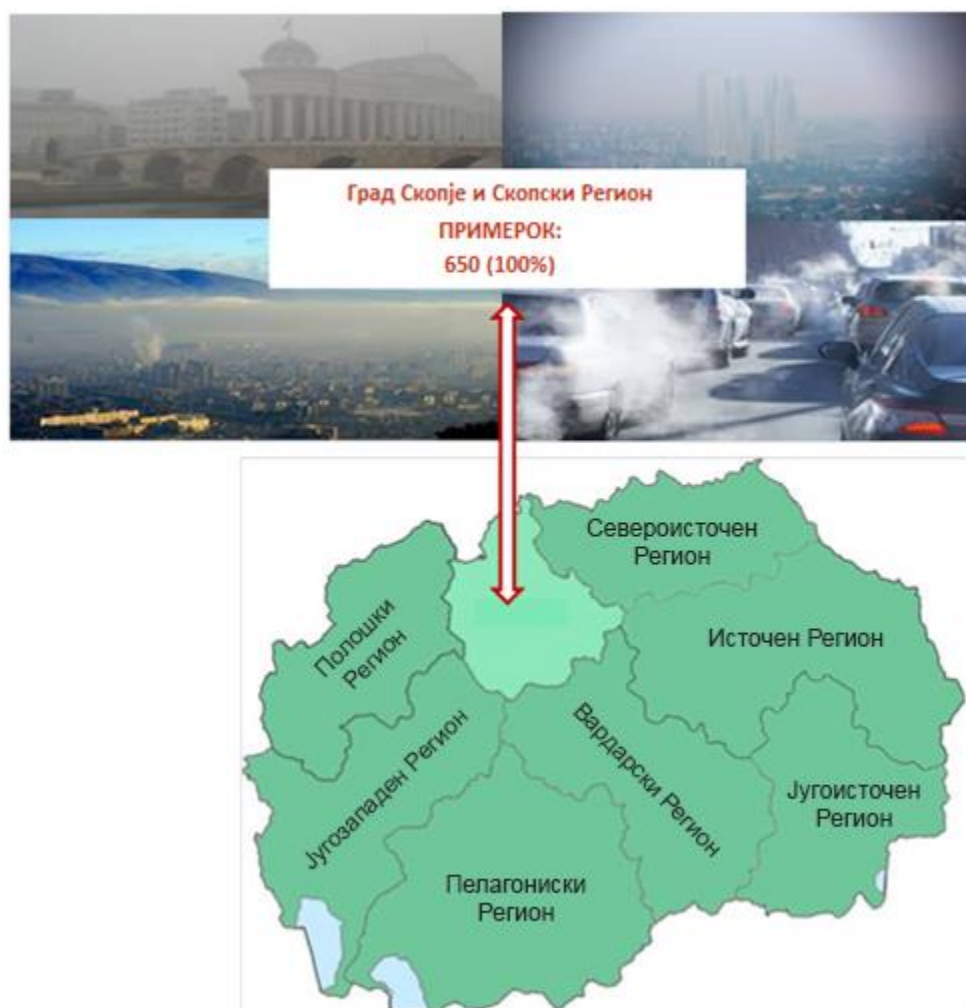 Град Скопје и Скопски Регион
ПРИМЕРОК:
650 (100%)
Североисточен
Регион
Полошки
Регион
Источен Регион
Југозападен Регион
Вардарски Регион
Југоисточен
Регион
Пелагониски
Регион